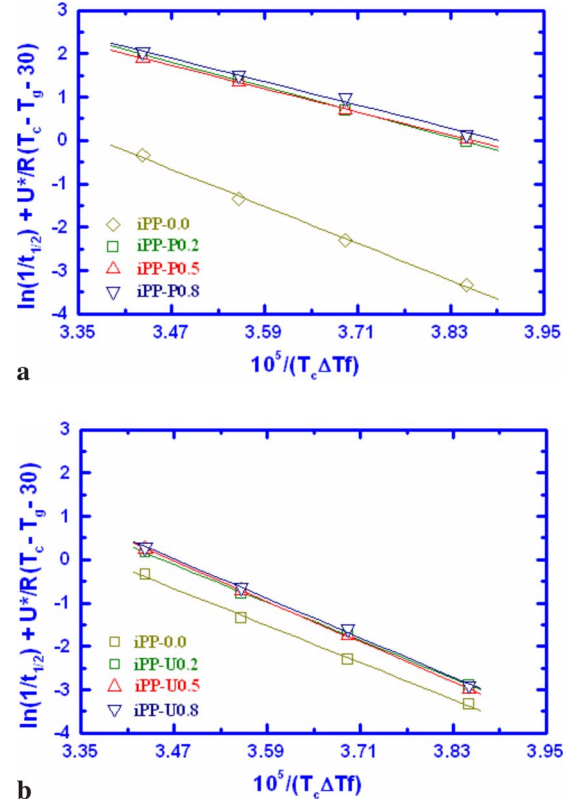 3
2
1
0
-1
-2
-3
-4
ln(1/t1/2) + U*/R(Tc- Tg- 30)
iPP-0.0
iPP-P0.2
iPP-P0.5
iPP-P0.8
3.35 3.47 3.59 3.71 3.83 3.95
10^5/(TcΔTf)
a
3
2
1
0
-1
-2
-3
-4
ln(1/t1/2) + U*/R(Tc- Tg- 30)
iPP-0.0
iPP-U0.2
iPP-U0.5
iPP-U0.8
3.35 3.47 3.59 3.71 3.83 3.95
10^5/(TcΔTf)
b